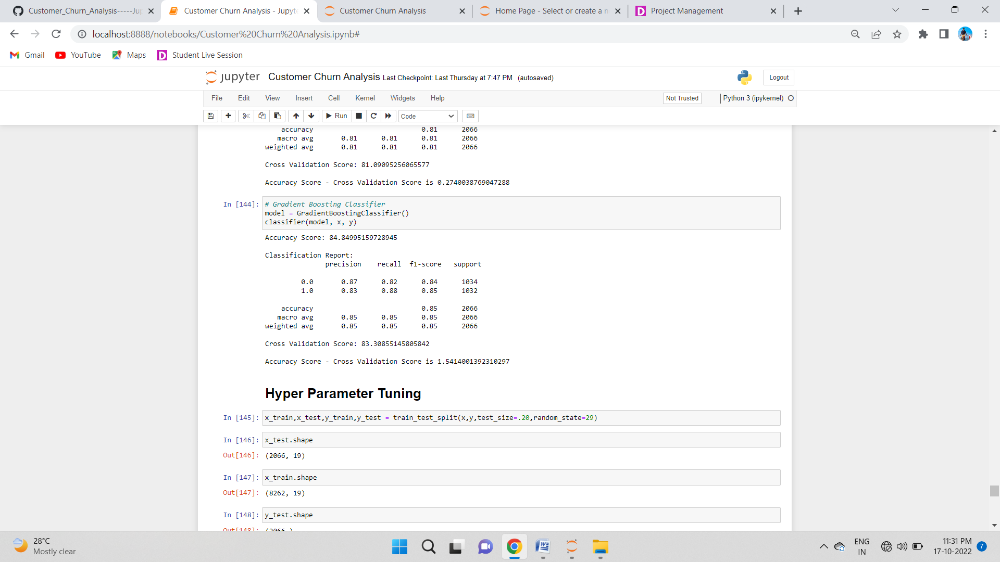 Customer_Churn_Analysis-----Jup
Customer Churn Analysis - Jupyte
Customer Churn Analysis
Home Page - Select or create a n
Project Management
localhost:8888/notebooks/Customer%20Churn%20Analysis.ipynb#
Gmail YouTube Maps Student Live Session
jupyter Customer Churn Analysis Last Checkpoint: Last Thursday at 7:47 PM (autosaved)
Logout
File Edit View Insert Cell Kernel Widgets Help Not Trusted Python 3 (ipykernel)
Run Code
accuracy 0.81 2066
macro avg 0.81 0.81 0.81 2066
weighted avg 0.81 0.81 0.81 2066
Cross Validation Score: 81.09095256065577
Accuracy Score - Cross Validation Score is 0.2740038769047288
In [144]: # Gradient Boosting Classifier
model = GradientBoostingClassifier()
classifier(model, x, y)
Accuracy Score: 84.84995159728945
Classification Report:
precision recall f1-score support
0.0 0.87 0.82 0.84 1034
1.0 0.83 0.88 0.85 1032
accuracy 0.85 2066
macro avg 0.85 0.85 0.85 2066
weighted avg 0.85 0.85 0.85 2066
Cross Validation Score: 83.30855145805842
Accuracy Score - Cross Validation Score is 1.5414001392310297
Hyper Parameter Tuning
In [145]: x_train,x_test,y_train,y_test = train_test_split(x,y,test_size=.20,random_state=29)
In [146]: x_test.shape
Out[146]: (2066, 19)
In [147]: x_train.shape
Out[147]: (8262, 19)
In [148]: y_test.shape
Out[148]: (2066,)
28°C
Mostly clear
ENG
IN
11:31 PM
17-10-2022
7